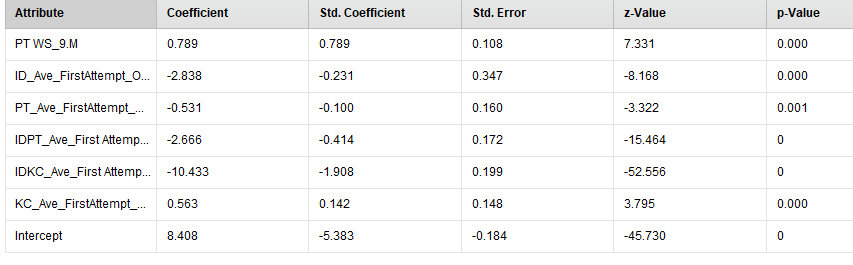 Attribute Coefficient Std. Coefficient Std. Error z-Value p-Value
PT WS_9.M 0.789 0.789 0.108 7.331 0.000
ID_Ave_FirstAttempt_O... -2.838 -0.231 0.347 -8.168 0.000
PT_Ave_FirstAttempt_... -0.531 -0.100 0.160 -3.322 0.001
IDPT_Ave_First Attemp... -2.666 -0.414 0.172 -15.464 0
IDKC_Ave_First Attemp... -10.433 -1.908 0.199 -52.556 0
KC_Ave_FirstAttempt_... 0.563 0.142 0.148 3.795 0.000
Intercept 8.408 -5.383 -0.184 -45.730 0